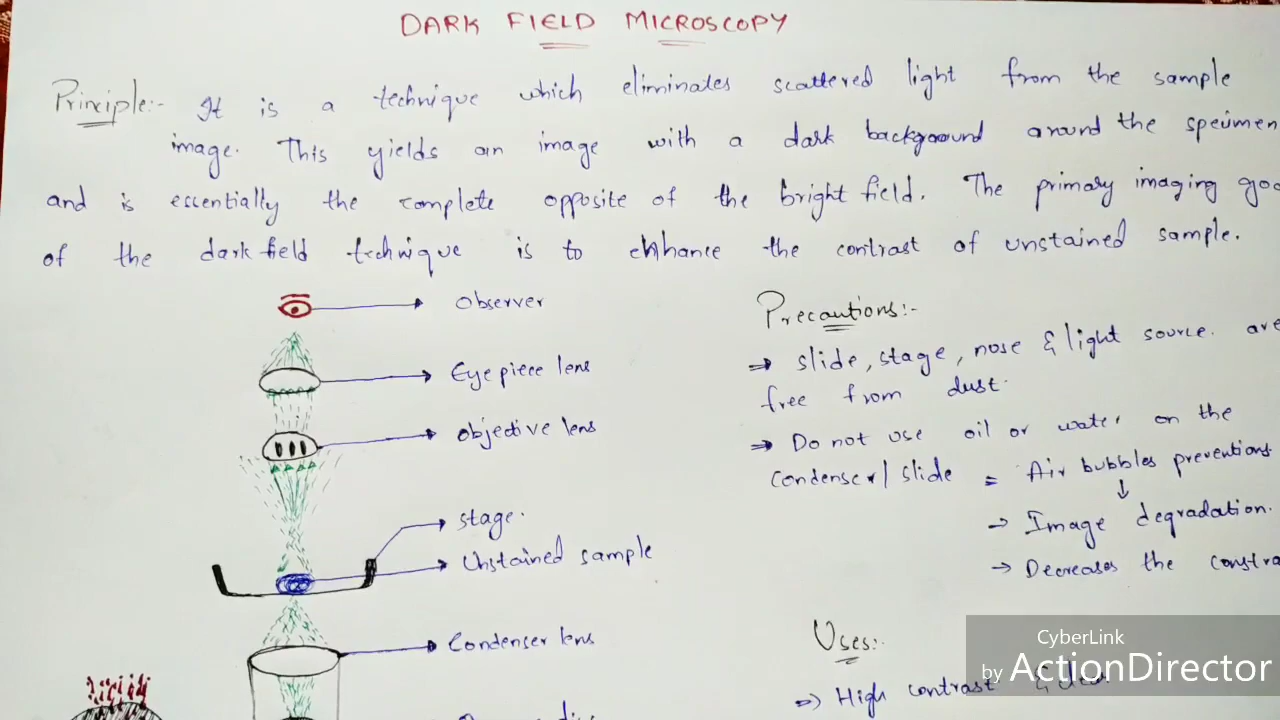 DARK FIELD MICROSCOPY
Principle:- It is a technique which eliminates scattered light from the sample
image. This yields an image with a dark background around the specimen
and is essentially the complete opposite of the bright field. The primary imaging goa
of the dark field technique is to enhance the contrast of unstained sample.
observer
Eye piece lens
objective lens
stage.
Unstained sample
Condenser lens
Precautions:-
⇒ slide, stage, nose & light source. are
free from dust.
⇒ Do not use oil or water on the
Condenser / slide = Air bubbles preventions
↓
→ Image degradation.
→ Decreases the constra
Uses:-
⇒ High contrast &
CyberLink
by ActionDirector